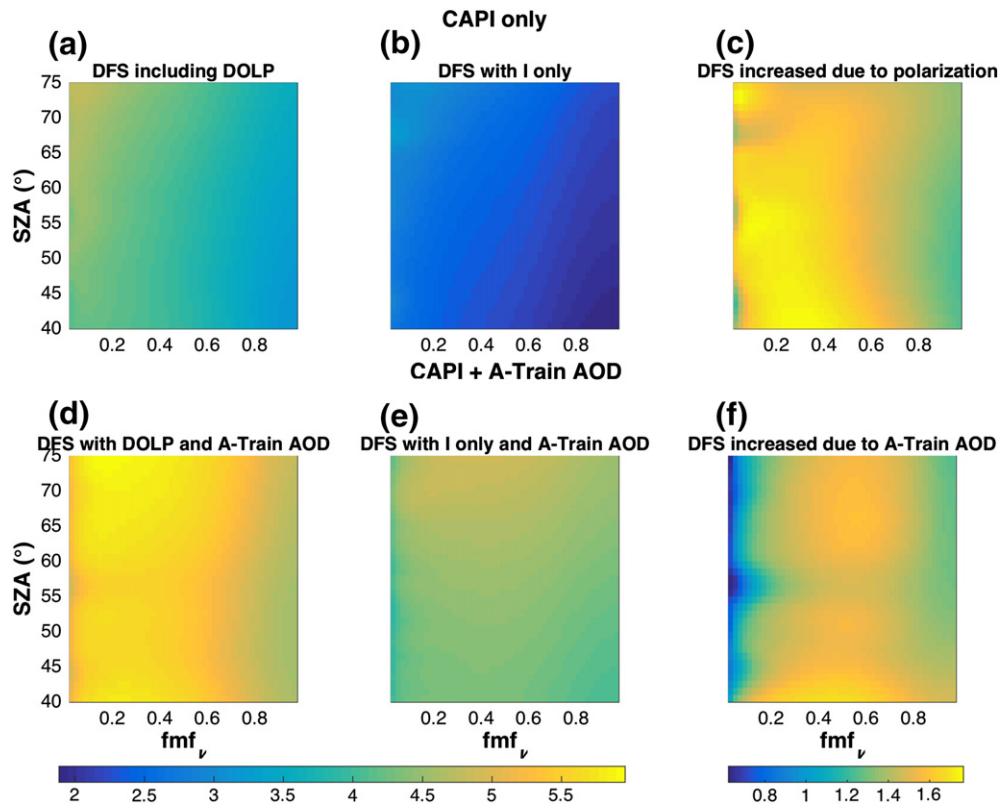 CAPI only
(a) (b) (c)
DFS including DOLP DFS with I only DFS increased due to polarization
75
70
65
60
55
50
45
40
SZA (°)
0.2 0.4 0.6 0.8 0.2 0.4 0.6 0.8 0.2 0.4 0.6 0.8
CAPI + A-Train AOD
(d) (e) (f)
DFS with DOLP and A-Train AOD DFS with I only and A-Train AOD DFS increased due to A-Train AOD
75
70
65
60
55
50
45
40
SZA (°)
0.2 0.4 0.6 0.8 0.2 0.4 0.6 0.8 0.2 0.4 0.6 0.8
fmfν fmfν fmfν
2 2.5 3 3.5 4 4.5 5 5.5 0.8 1 1.2 1.4 1.6